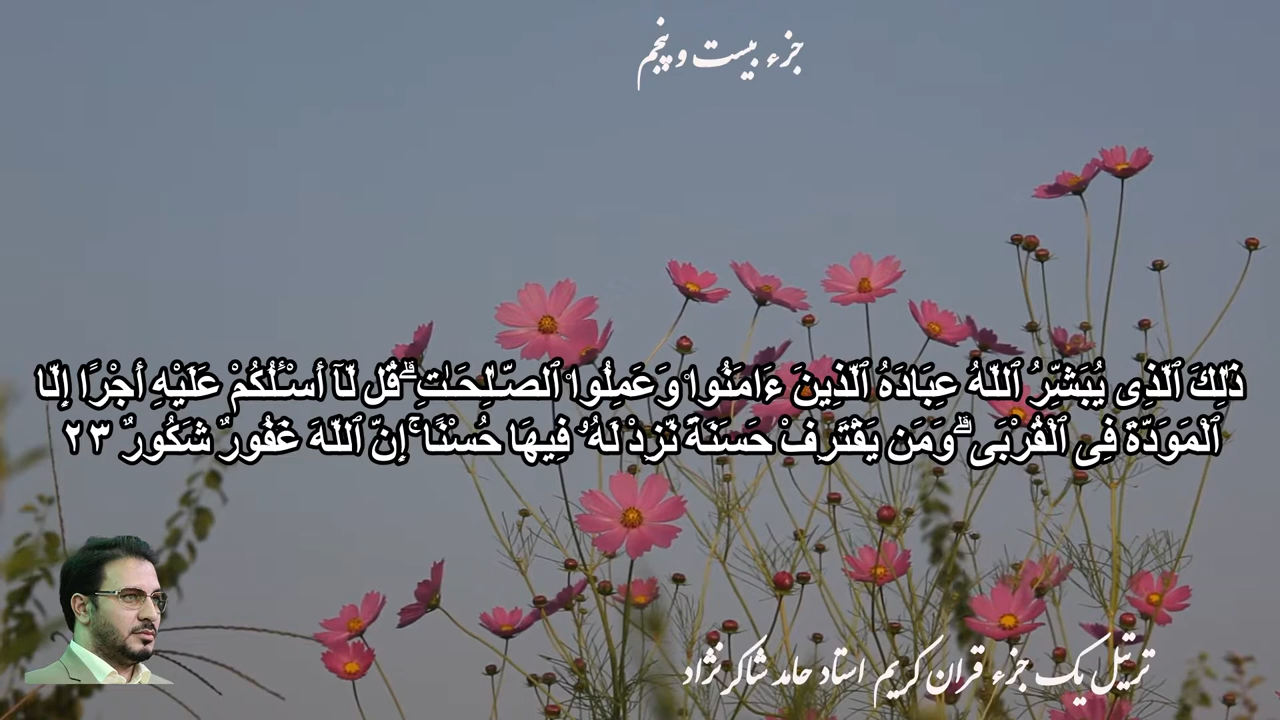 جزء بیست و پنجم
ذَٰلِكَ ٱلَّذِى يُبَشِّرُ ٱللَّهُ عِبَادَهُ ٱلَّذِينَ ءَامَنُوا۟ وَعَمِلُوا۟ ٱلصَّـٰلِحَـٰتِ ۗ قُل لَّآ أَسْـَٔلُكُمْ عَلَيْهِ أَجْرًا إِلَّا
ٱلْمَوَدَّةَ فِى ٱلْقُرْبَىٰ ۗ وَمَن يَقْتَرِفْ حَسَنَةً نَّزِدْ لَهُۥ فِيهَا حُسْنًا ۚ إِنَّ ٱللَّهَ غَفُورٌ شَكُورٌ ٢٣
ترتیل یک جزء قران کریم استاد حامد شاکرنژاد